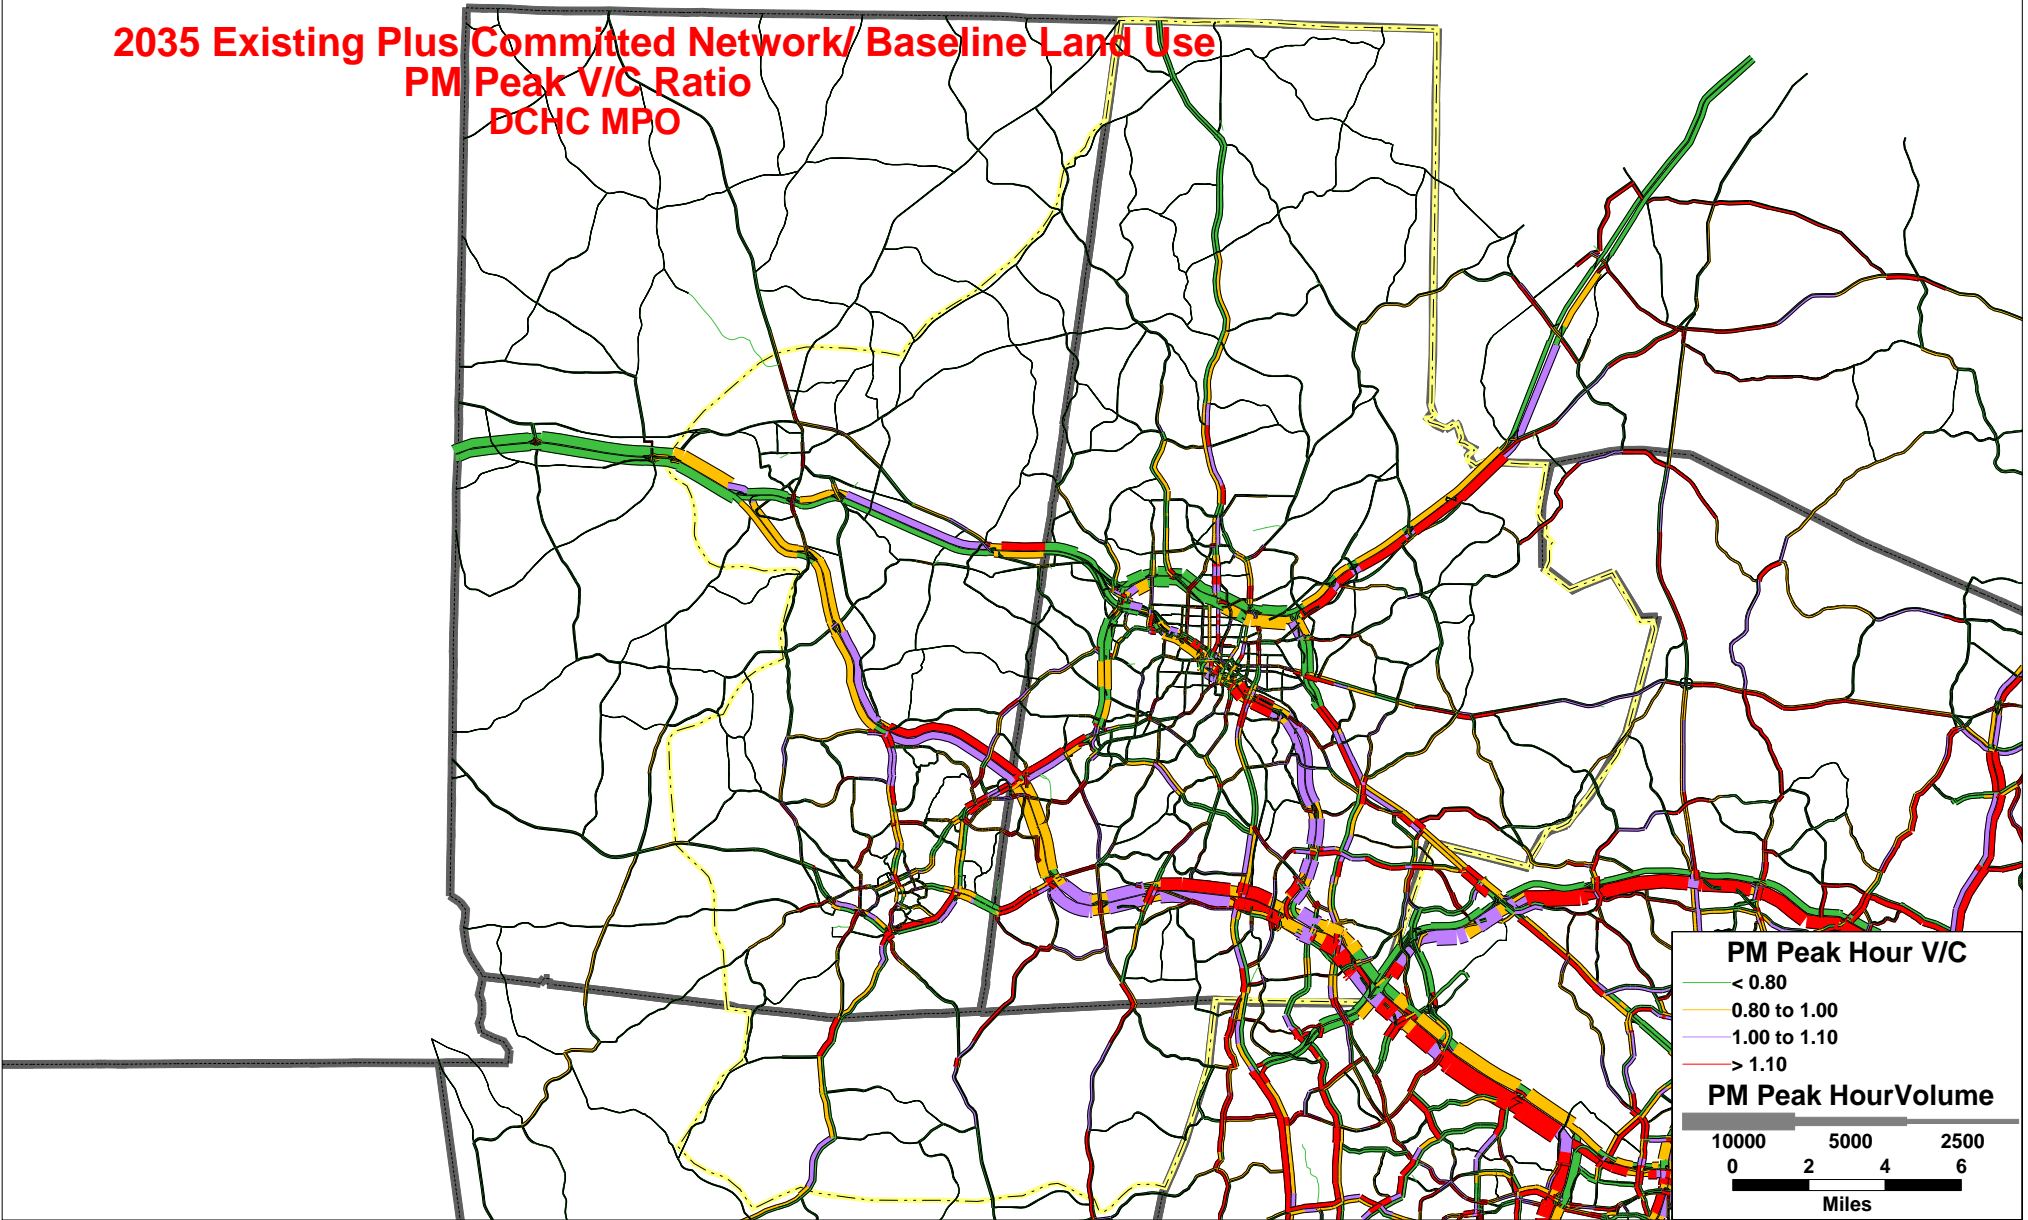 2035 Existing Plus Committed Network/ Baseline Land Use
PM Peak V/C Ratio
DCHC MPO
PM Peak Hour V/C
< 0.80
0.80 to 1.00
1.00 to 1.10
> 1.10
PM Peak HourVolume
10000 5000 2500
0 2 4 6
Miles